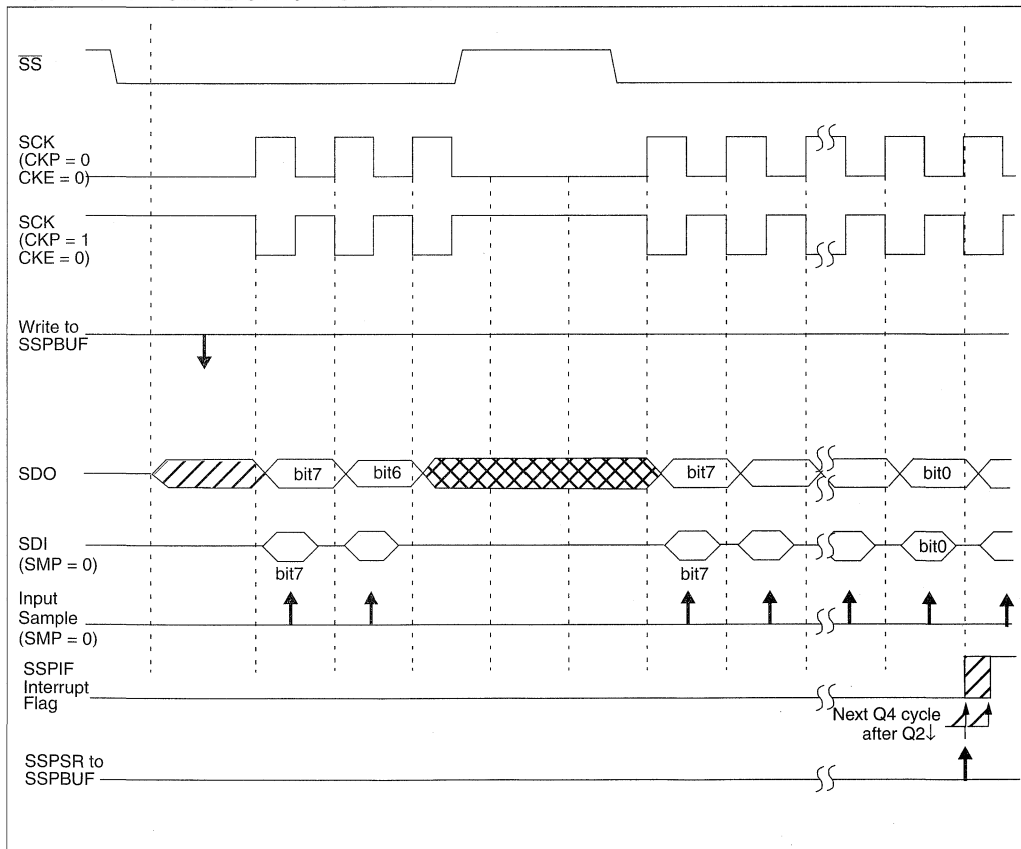 SS
SCK
(CKP = 0
CKE = 0)
SCK
(CKP = 1
CKE = 0)
Write to
SSPBUF
SDO
bit7
bit6
bit7
bit0
SDI
(SMP = 0)
bit7
bit7
bit0
Input
Sample
(SMP = 0)
SSPIF
Interrupt
Flag
Next Q4 cycle
after Q2↓
SSPSR to
SSPBUF